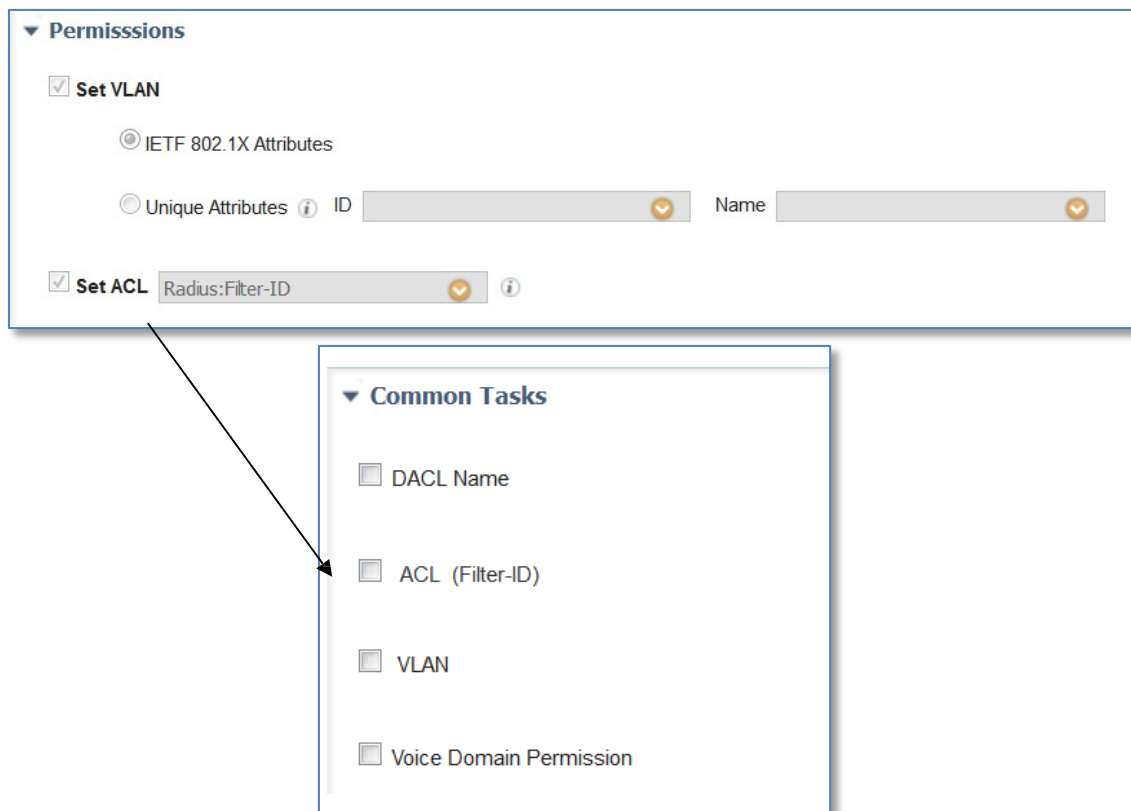 Permisssions
Set VLAN
IETF 802.1X Attributes
Unique Attributes i ID Name
Set ACL Radius:Filter-ID i
Common Tasks
DACL Name
ACL (Filter-ID)
VLAN
Voice Domain Permission